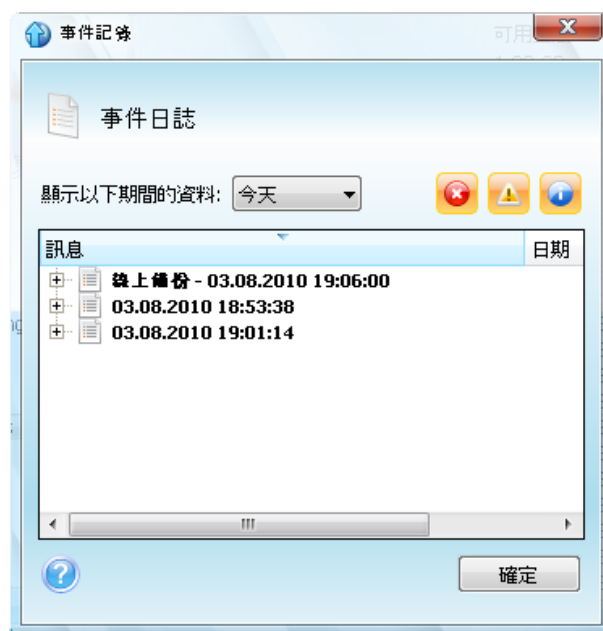 事件記錄
可用
事件日誌
顯示以下期間的資料: 今天
訊息 日期
線上備份 - 03.08.2010 19:06:00
03.08.2010 18:53:38
03.08.2010 19:01:14
確定